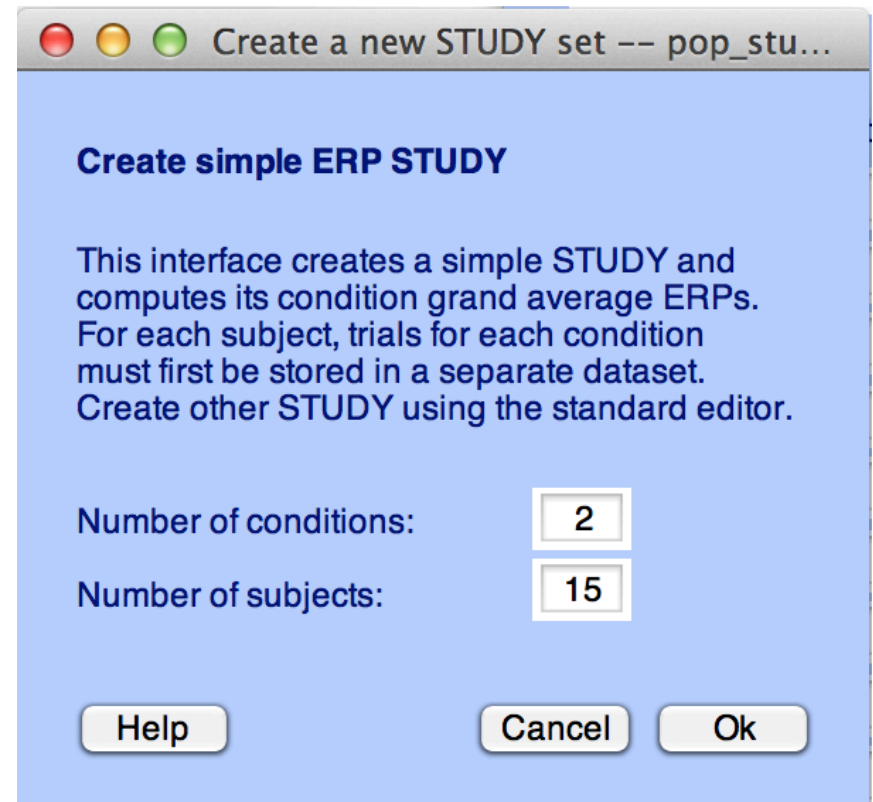 Create a new STUDY set -- pop_stu...
Create simple ERP STUDY
This interface creates a simple STUDY and
computes its condition grand average ERPs.
For each subject, trials for each condition
must first be stored in a separate dataset.
Create other STUDY using the standard editor.
Number of conditions: 2
Number of subjects: 15
Help Cancel Ok